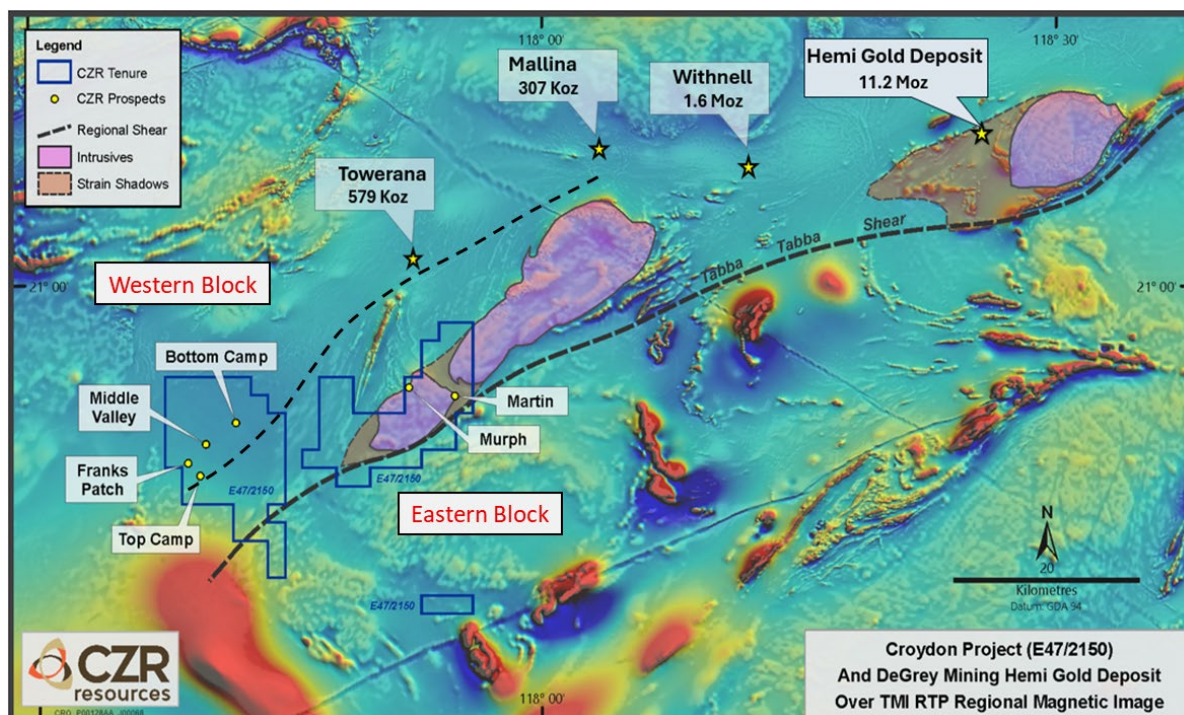 118° 00'
118° 30'
Legend
CZR Tenure
CZR Prospects
Regional Shear
Intrusives
Strain Shadows
Mallina
307 Koz
Withnell
1.6 Moz
Hemi Gold Deposit
11.2 Moz
Towerana
579 Koz
Tabba Tabba Shear
Western Block
21° 00'
21° 00'
Bottom Camp
Middle
Valley
Martin
Murph
Franks
Patch
E47/2150
E47/2150
Top Camp
Eastern Block
N
20
Kilometres
Datum: GDA 94
E47/2150
CZR
resources
118° 00'
Croydon Project (E47/2150)
And DeGrey Mining Hemi Gold Deposit
Over TMI RTP Regional Magnetic Image